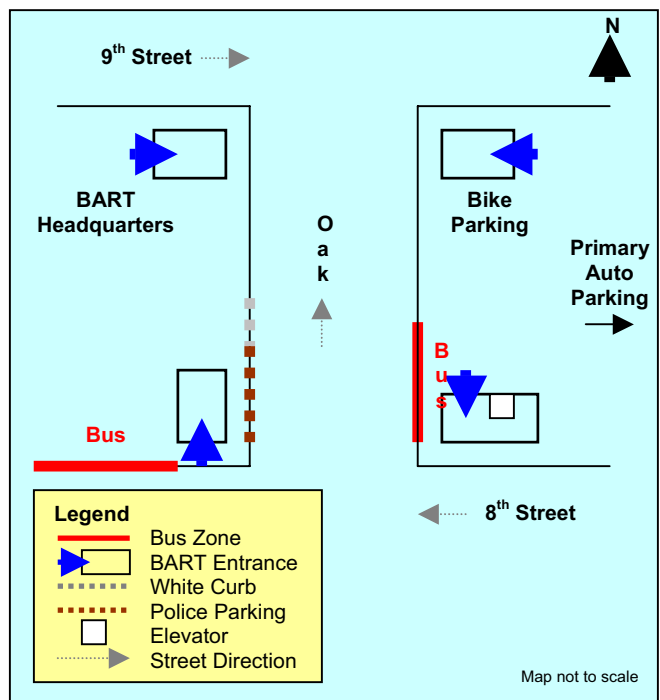 N
9th Street
BART
Headquarters
Bike
Parking
O
a
k
Primary
Auto
Parking
B
u
s
Bus
8th Street
Legend
Bus Zone
BART Entrance
White Curb
Police Parking
Elevator
Street Direction
Map not to scale